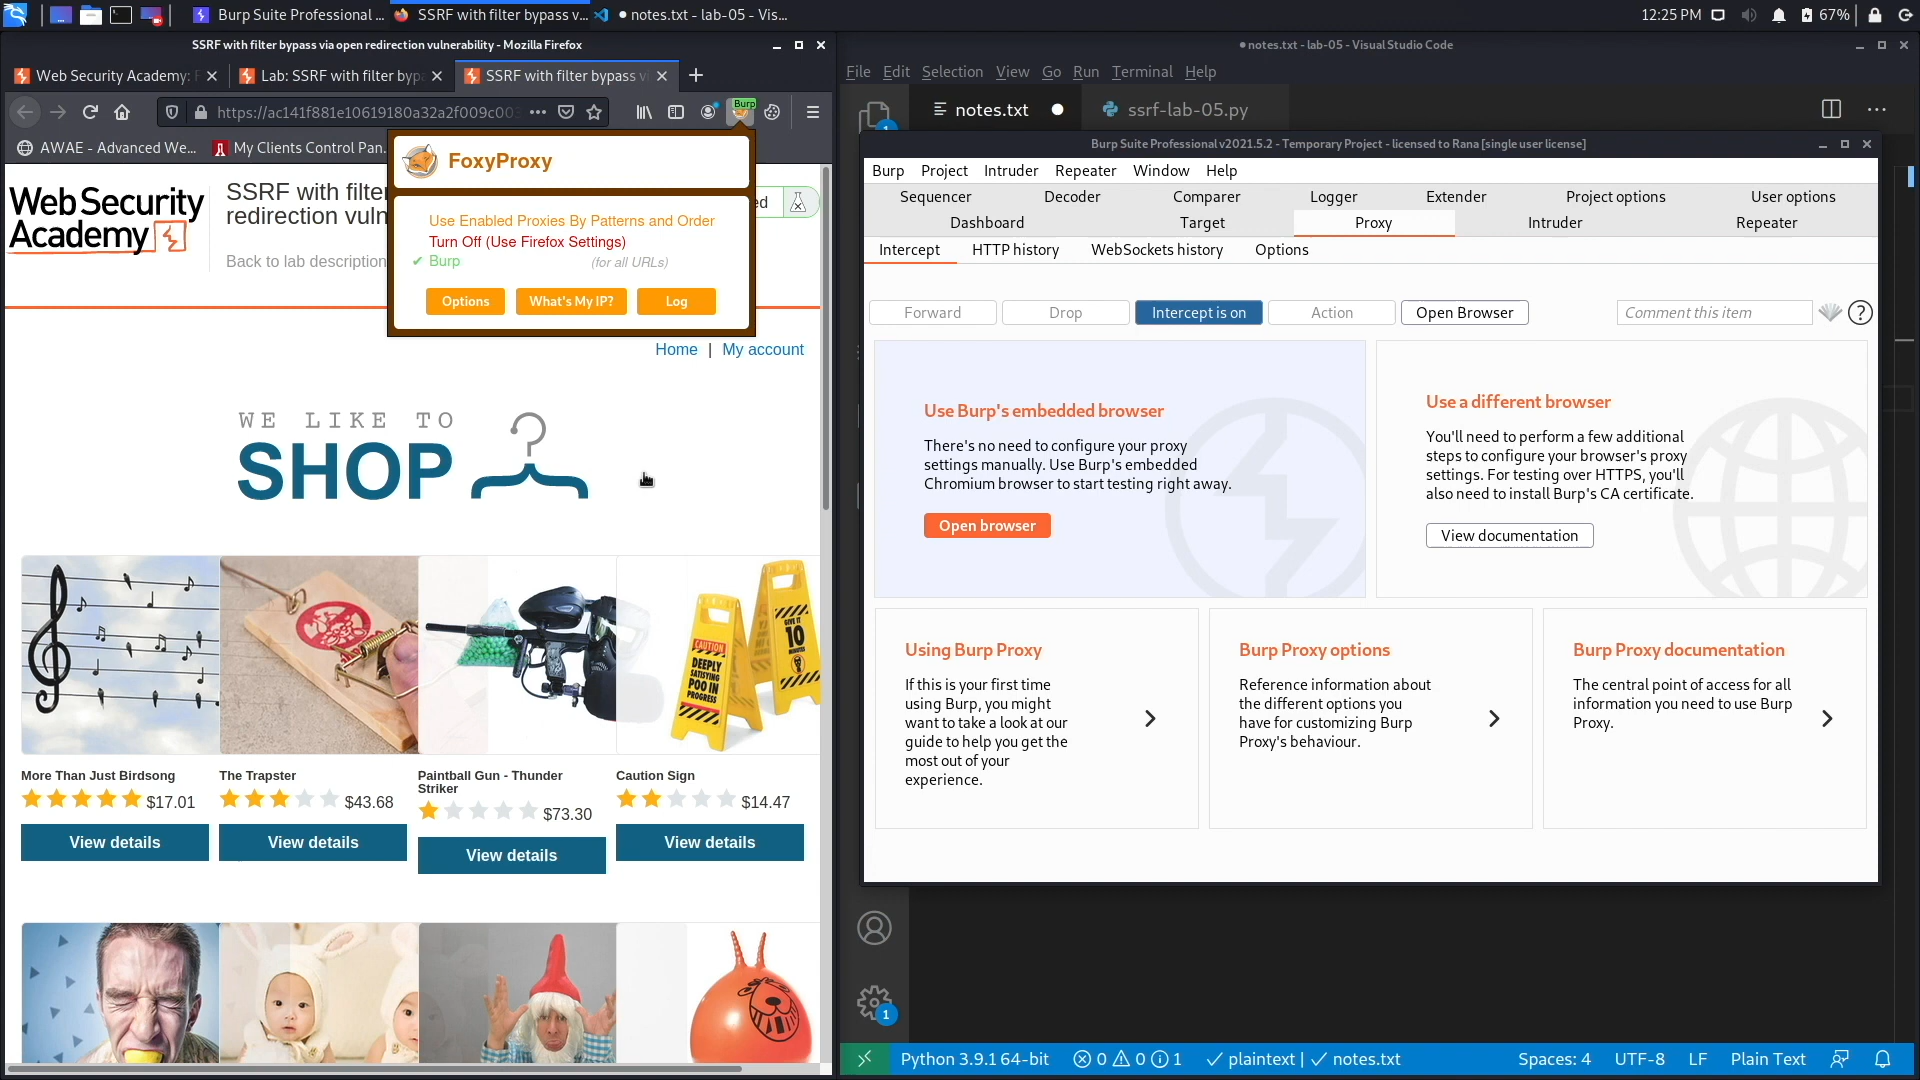 Burp Suite Professional ...
SSRF with filter bypass v...
● notes.txt - lab-05 - Vis...
12:25 PM
67%
SSRF with filter bypass via open redirection vulnerability - Mozilla Firefox
Web Security Academy: F
Lab: SSRF with filter byp
SSRF with filter bypass v
https://ac141f881e10619180a32a2f009c00
Burp
AWAE - Advanced We...
My Clients Control Pan.
FoxyProxy
Use Enabled Proxies By Patterns and Order
Turn Off (Use Firefox Settings)
✔ Burp (for all URLs)
Options
What's My IP?
Log
Web Security
Academy
SSRF with filter
redirection vuln
Back to lab description
ed
Home | My account
WE LIKE TO
SHOP
CAUTION
DEEPLY
SATISFYING
POO IN
PROGRESS
GIVE IT
10
MINUTES
More Than Just Birdsong
$17.01
View details
The Trapster
$43.68
View details
Paintball Gun - Thunder
Striker
$73.30
View details
Caution Sign
$14.47
View details
● notes.txt - lab-05 - Visual Studio Code
File Edit Selection View Go Run Terminal Help
notes.txt
ssrf-lab-05.py
Burp Suite Professional v2021.5.2 - Temporary Project - licensed to Rana [single user license]
Burp Project Intruder Repeater Window Help
Sequencer Decoder Comparer Logger Extender Project options User options
Dashboard Target Proxy Intruder Repeater
Intercept HTTP history WebSockets history Options
Forward Drop Intercept is on Action Open Browser Comment this item ?
Use Burp's embedded browser
There's no need to configure your proxy
settings manually. Use Burp's embedded
Chromium browser to start testing right away.
Open browser
Use a different browser
You'll need to perform a few additional
steps to configure your browser's proxy
settings. For testing over HTTPS, you'll
also need to install Burp's CA certificate.
View documentation
Using Burp Proxy
If this is your first time
using Burp, you might
want to take a look at our
guide to help you get the
most out of your
experience.
Burp Proxy options
Reference information about
the different options you
have for customizing Burp
Proxy's behaviour.
Burp Proxy documentation
The central point of access for all
information you need to use Burp
Proxy.
1
Python 3.9.1 64-bit 0 0 1 ✓ plaintext | ✓ notes.txt Spaces: 4 UTF-8 LF Plain Text